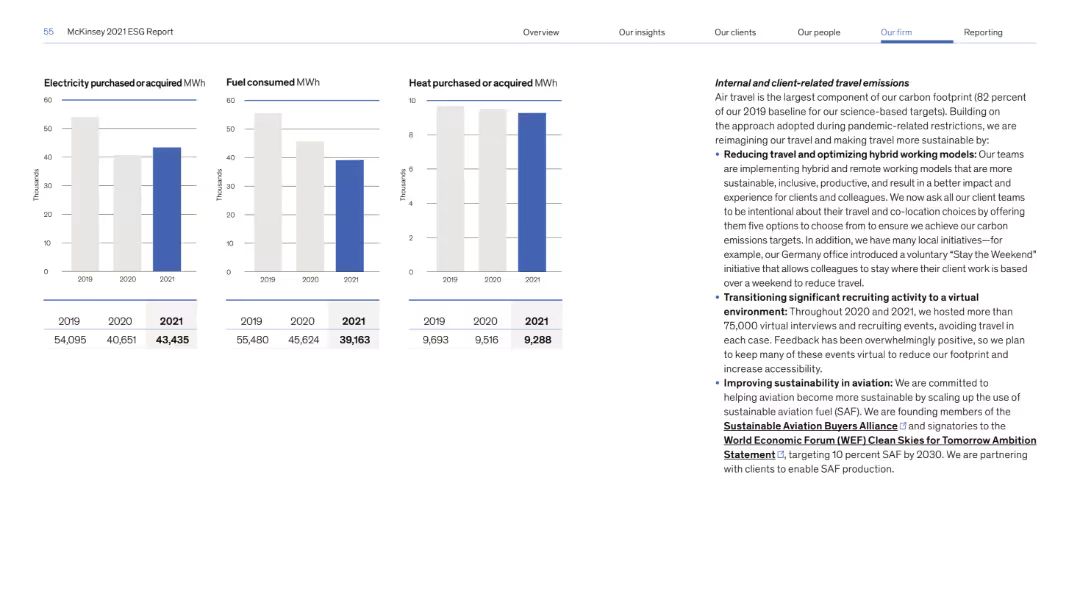 55 McKinsey 2021 ESG Report
Overview Our insights Our clients Our people Our firm Reporting
Electricity purchased or acquired MWh
60
50
40
30
20
10
0
Thousands
2019 2020 2021
2019 2020 2021
54,095 40,651 43,435
Fuel consumed MWh
60
50
40
30
20
10
0
Thousands
2019 2020 2021
2019 2020 2021
55,480 45,624 39,163
Heat purchased or acquired MWh
10
8
6
4
2
0
Thousands
2019 2020 2021
2019 2020 2021
9,693 9,516 9,288
Internal and client-related travel emissions
Air travel is the largest component of our carbon footprint (82 percent
of our 2019 baseline for our science-based targets). Building on
the approach adopted during pandemic-related restrictions, we are
reimagining our travel and making travel more sustainable by:
• Reducing travel and optimizing hybrid working models: Our teams
are implementing hybrid and remote working models that are more
sustainable, inclusive, productive, and result in a better impact and
experience for clients and colleagues. We now ask all our client teams
to be intentional about their travel and co-location choices by offering
them five options to choose from to ensure we achieve our carbon
emissions targets. In addition, we have many local initiatives—for
example, our Germany office introduced a voluntary “Stay the Weekend”
initiative that allows colleagues to stay where their client work is based
over a weekend to reduce travel.
• Transitioning significant recruiting activity to a virtual
environment: Throughout 2020 and 2021, we hosted more than
75,000 virtual interviews and recruiting events, avoiding travel in
each case. Feedback has been overwhelmingly positive, so we plan
to keep many of these events virtual to reduce our footprint and
increase accessibility.
• Improving sustainability in aviation: We are committed to
helping aviation become more sustainable by scaling up the use of
sustainable aviation fuel (SAF). We are founding members of the
Sustainable Aviation Buyers Alliance and signatories to the
World Economic Forum (WEF) Clean Skies for Tomorrow Ambition
Statement, targeting 10 percent SAF by 2030. We are partnering
with clients to enable SAF production.